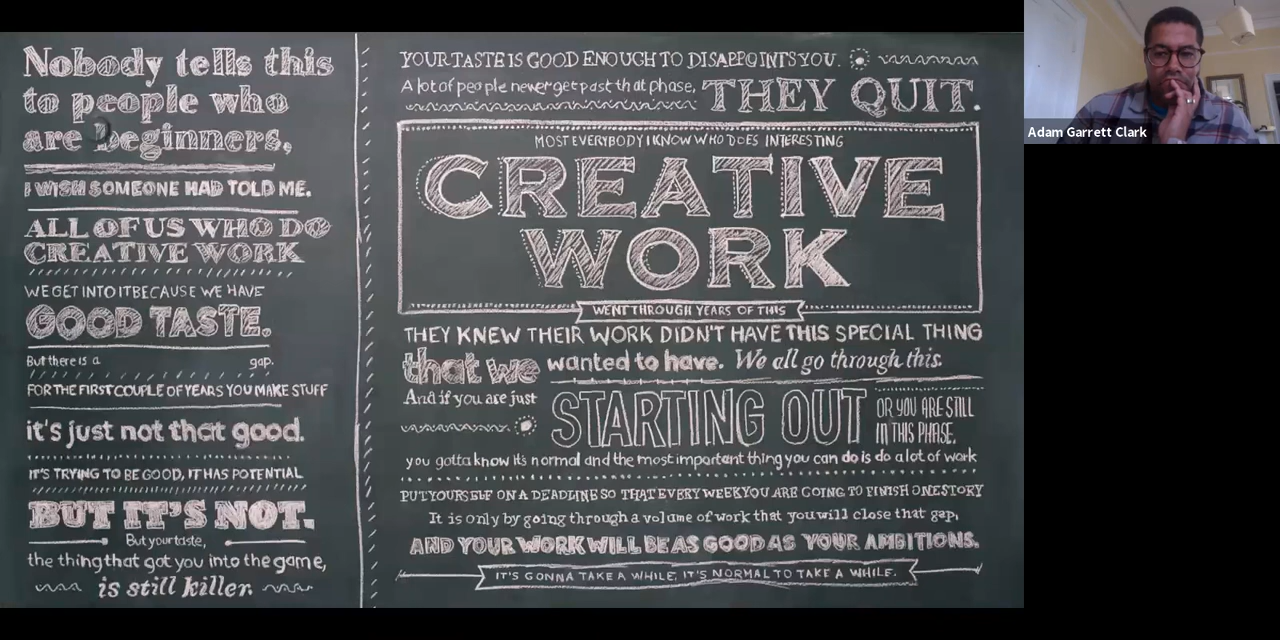 Nobody tells this
to people who
are beginners,
I WISH SOMEONE HAD TOLD ME.
ALL OF US WHO DO
CREATIVE WORK
WE GET INTO IT BECAUSE WE HAVE
GOOD TASTE.
But there is a gap.
FOR THE FIRST COUPLE OF YEARS YOU MAKE STUFF
it's just not that good.
IT'S TRYING TO BE GOOD, IT HAS POTENTIAL
BUT IT'S NOT.
But your taste,
the thing that got you into the game,
is still killer.
YOUR TASTE IS GOOD ENOUGH TO DISAPPOINTS YOU.
A lot of people never get past that phase,
THEY QUIT.
MOST EVERYBODY I KNOW WHO DOES INTERESTING
CREATIVE
WORK
WENT THROUGH YEARS OF THIS
THEY KNEW THEIR WORK DIDN'T HAVE THIS SPECIAL THING
that we wanted to have. We all go through this.
And if you are just
STARTING OUT
OR YOU ARE STILL
IN THIS PHASE,
you gotta know it's normal and the most important thing you can do is do a lot of work
PUT YOURSELF ON A DEADLINE SO THAT EVERY WEEK YOU ARE GOING TO FINISH ONE STORY
It is only by going through a volume of work that you will close that gap,
AND YOUR WORK WILL BE AS GOOD AS YOUR AMBITIONS.
IT'S GONNA TAKE A WHILE, IT'S NORMAL TO TAKE A WHILE.
Adam Garrett Clark